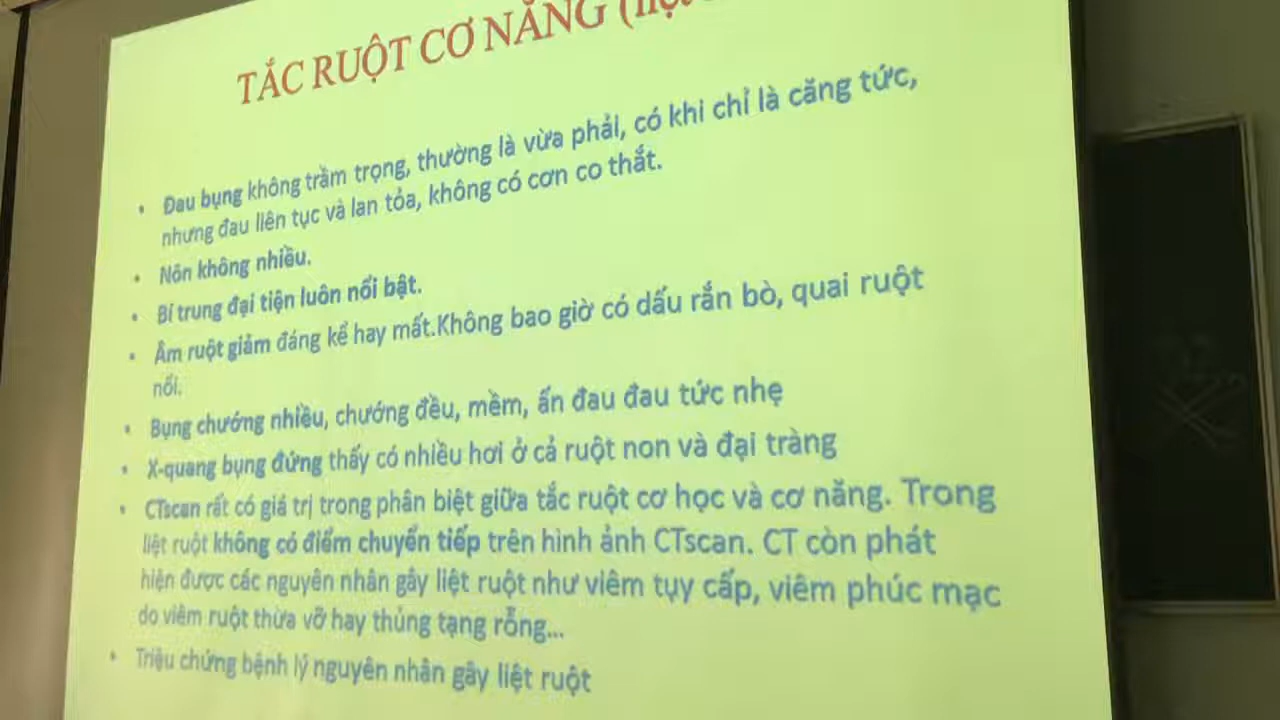 TẮC RUỘT CƠ NĂNG
• Đau bụng không trầm trọng, thường là vừa phải, có khi chỉ là căng tức,
nhưng đau liên tục và lan tỏa, không có cơn co thắt.
• Nôn không nhiều.
• Bí trung đại tiện luôn nổi bật.
• Âm ruột giảm đáng kể hay mất.Không bao giờ có dấu rắn bò, quai ruột
nổi.
• Bụng chướng nhiều, chướng đều, mềm, ấn đau đau tức nhẹ
• X-quang bụng đứng thấy có nhiều hơi ở cả ruột non và đại tràng
• CTscan rất có giá trị trong phân biệt giữa tắc ruột cơ học và cơ năng. Trong
liệt ruột không có điểm chuyển tiếp trên hình ảnh CTscan. CT còn phát
hiện được các nguyên nhân gây liệt ruột như viêm tụy cấp, viêm phúc mạc
do viêm ruột thừa vỡ hay thủng tạng rỗng...
• Triệu chứng bệnh lý nguyên nhân gây liệt ruột